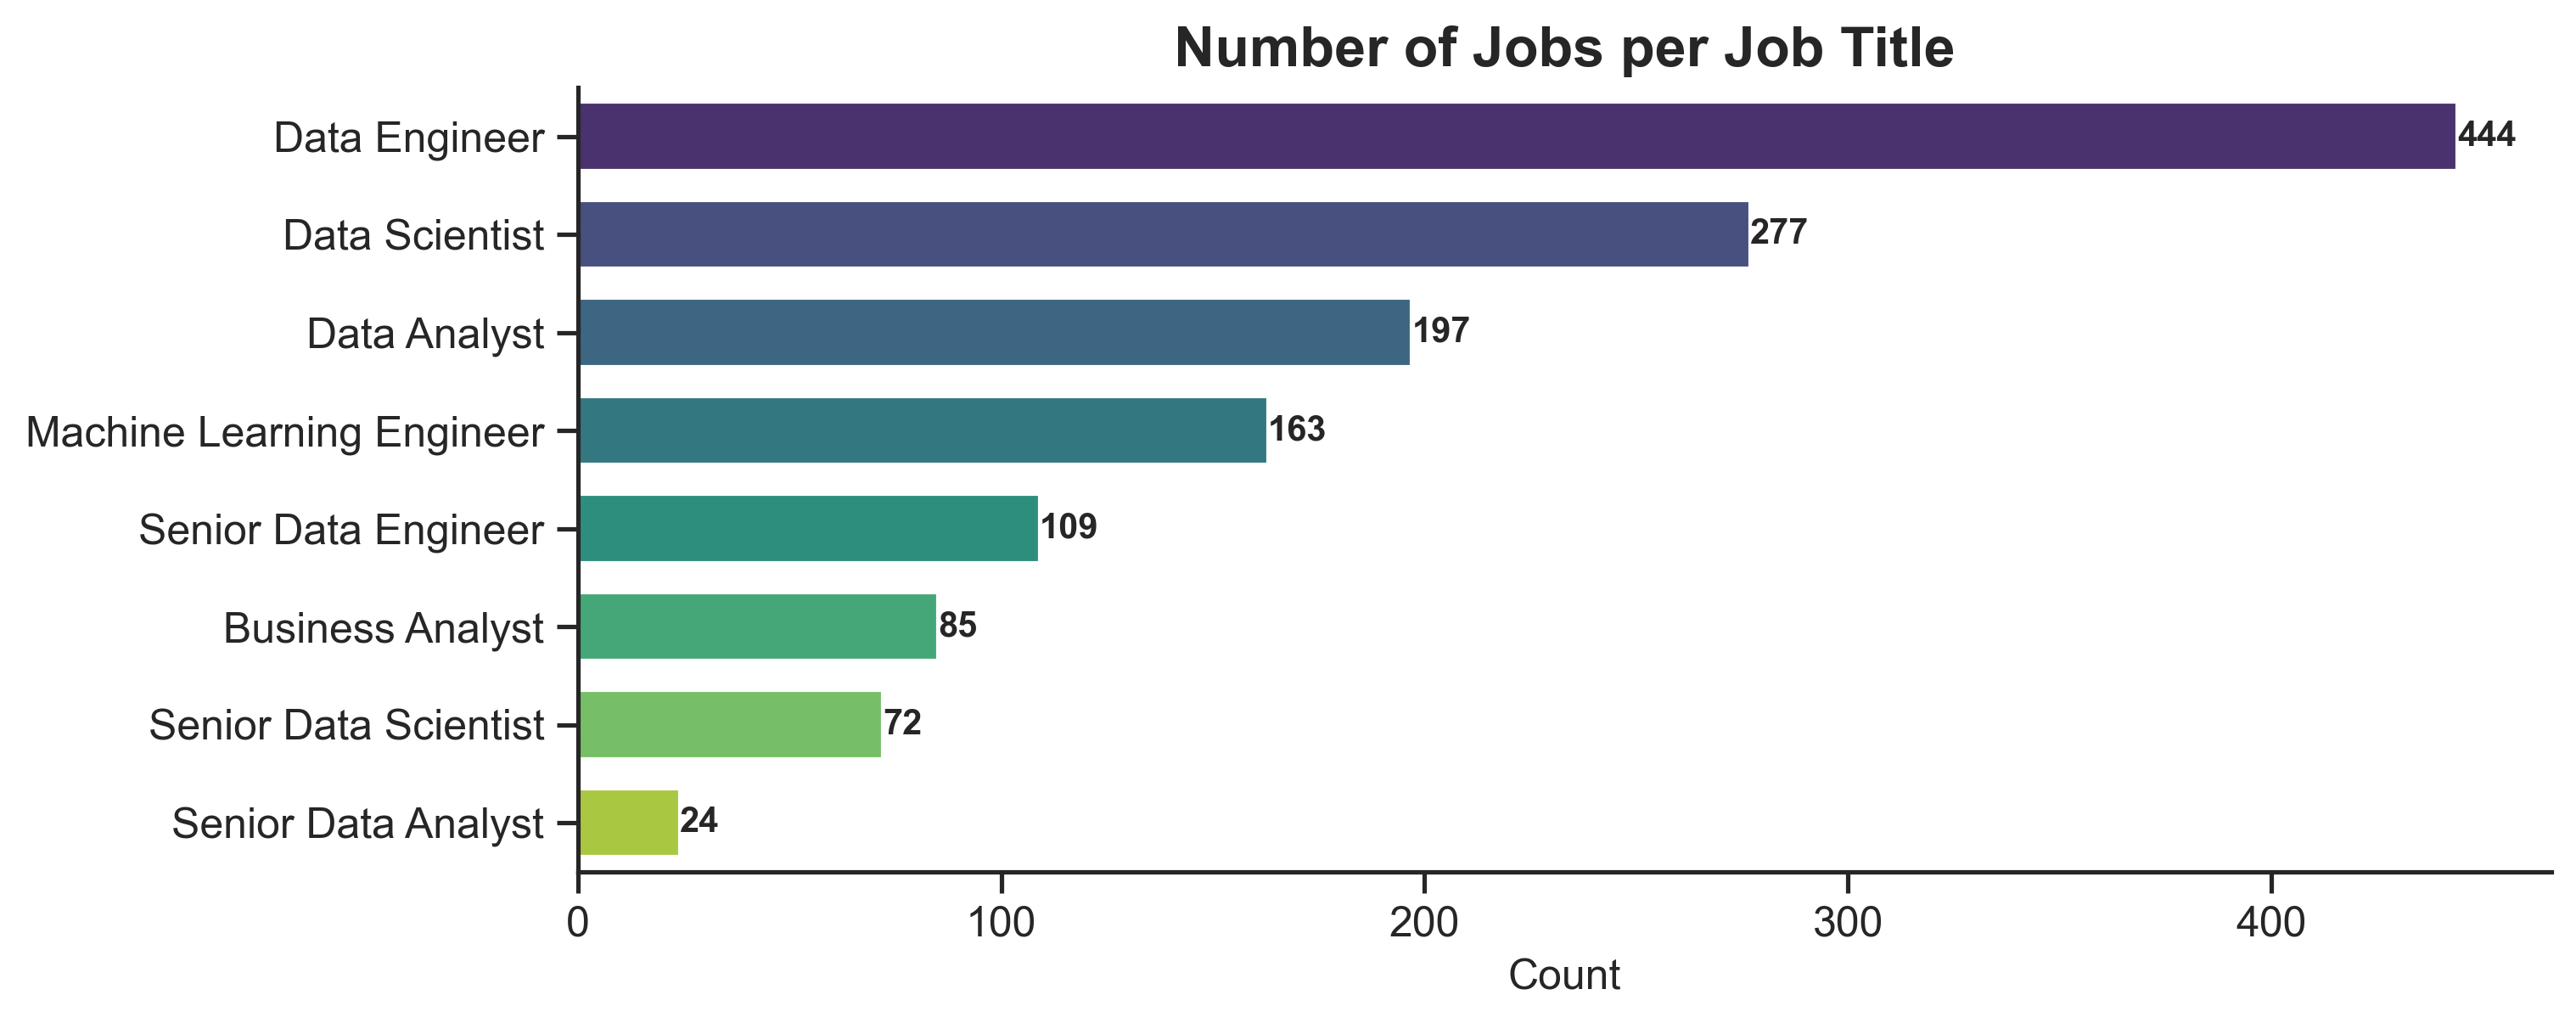 Number of Jobs per Job Title
Data Engineer 444
Data Scientist 277
Data Analyst 197
Machine Learning Engineer 163
Senior Data Engineer 109
Business Analyst 85
Senior Data Scientist 72
Senior Data Analyst 24
0 100 200 300 400
Count